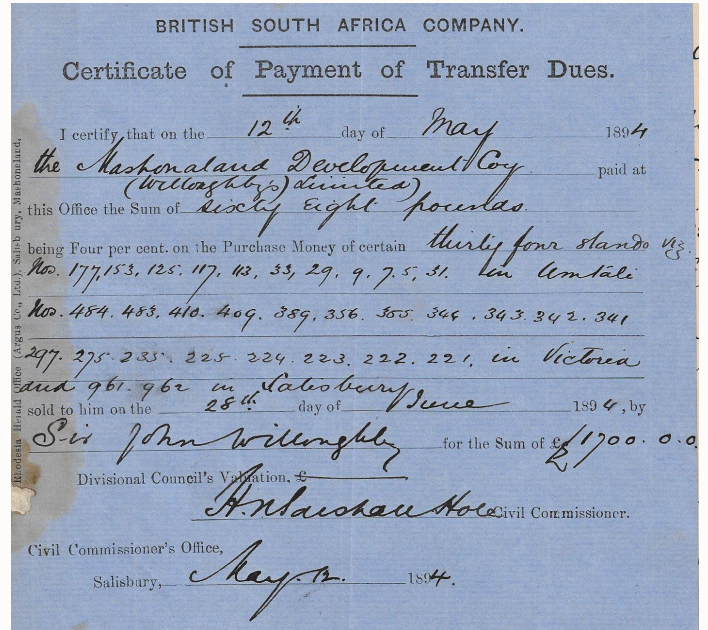 BRITISH SOUTH AFRICA COMPANY.
Certificate of Payment of Transfer Dues.
I certify that on the 12th day of May 1894
the Mashonaland Development Coy paid at
(Willoughbys) Limited)
this Office the Sum of sixty eight pounds
being Four per cent. on the Purchase Money of certain thirty four stands viz
Nos. 177, 153, 125. 117, 113, 33, 29, 9, 7. 5, 31. in Umtali
Nos. 484. 483. 410. 409. 389. 356. 355. 344. 343. 342. 341
297. 275. 235. 225. 224. 223. 222. 221, in Victoria
and 961. 962 in Salisbury
sold to him on the 28th day of June 1894, by
Sir John Willoughby for the Sum of £ £1700. 0. 0.
Divisional Council's Valuation, £
H. Marshall Hole Civil Commissioner.
Civil Commissioner's Office,
Salisbury, May. 12. 1894.
Rhodesia Herald Office (Argus Co., Ltd.), Salisbury, Mashonaland.